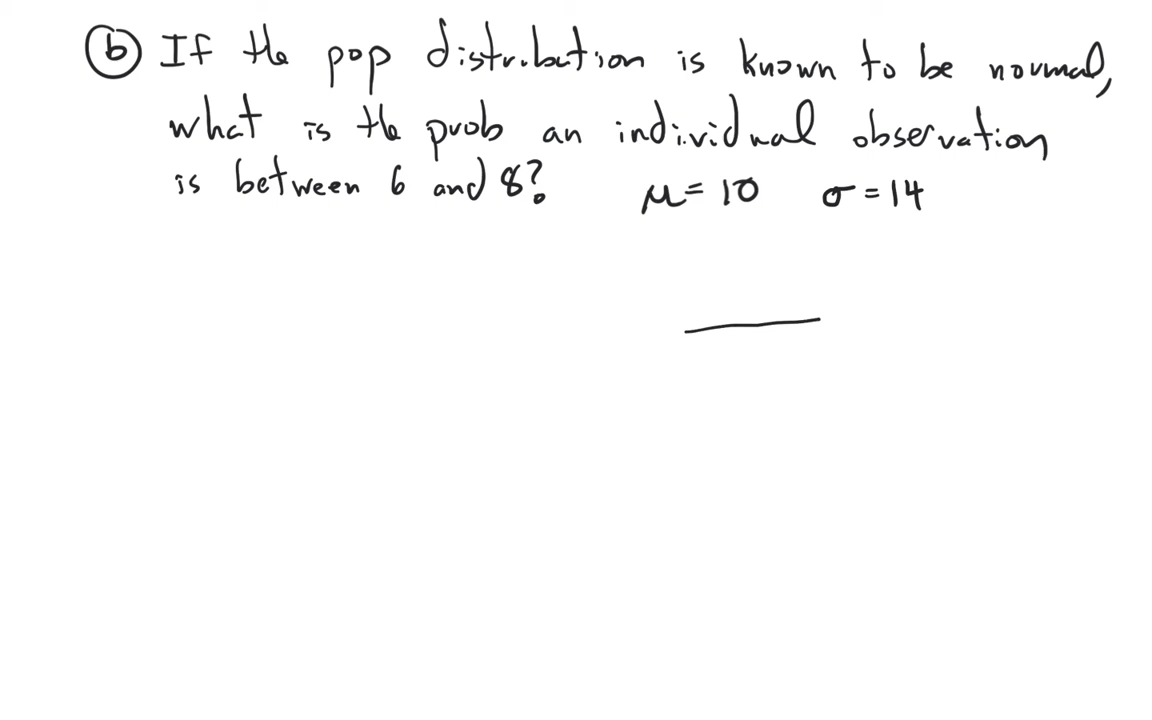 ⓑ If the pop distribution is known to be normal,
what is the prob an individual observation
is between 6 and 8? μ = 10 σ = 14